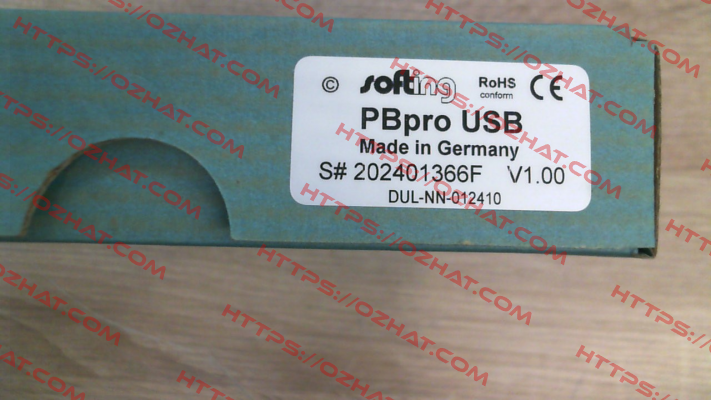 © softing RoHS conform CE
PBpro USB
Made in Germany
S# 202401366F V1.00
DUL-NN-012410
HTTPS://OZHAT.COM